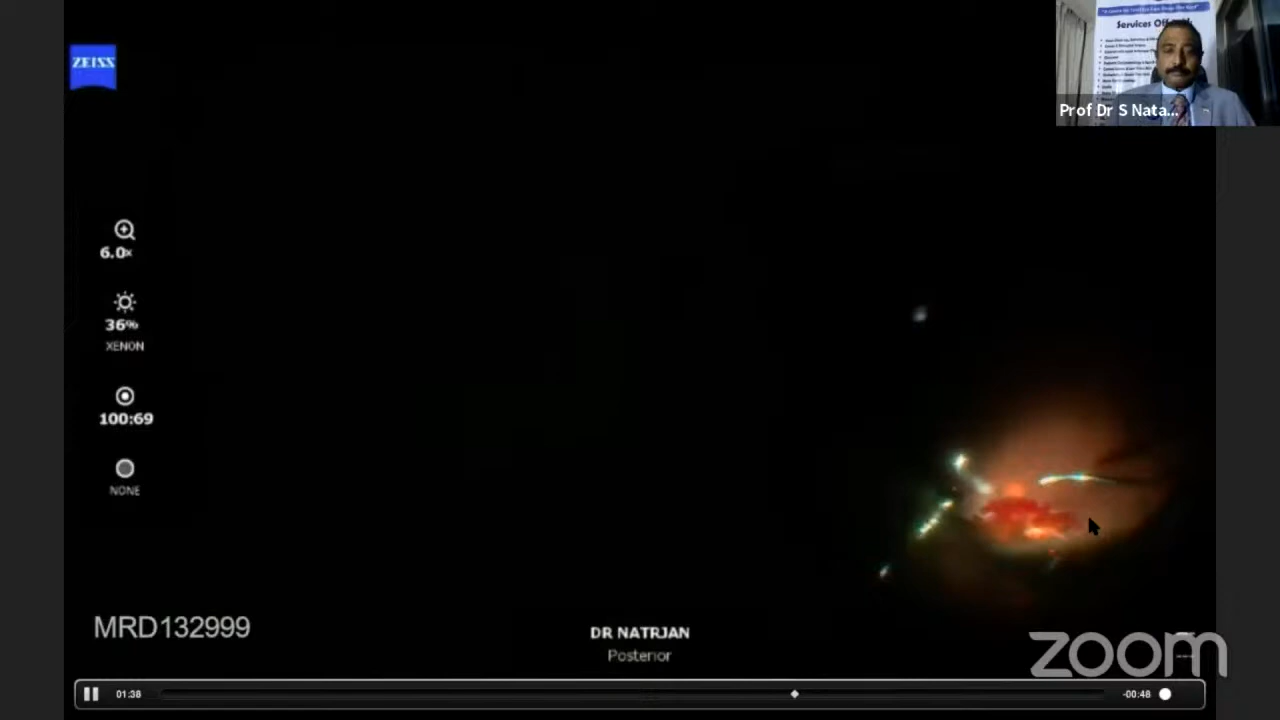 ZEISS
Services
Prof Dr S Nata...
6.0x
36%
XENON
100:69
NONE
MRD132999
DR NATRJAN
Posterior
zoom
01:38
-00:48